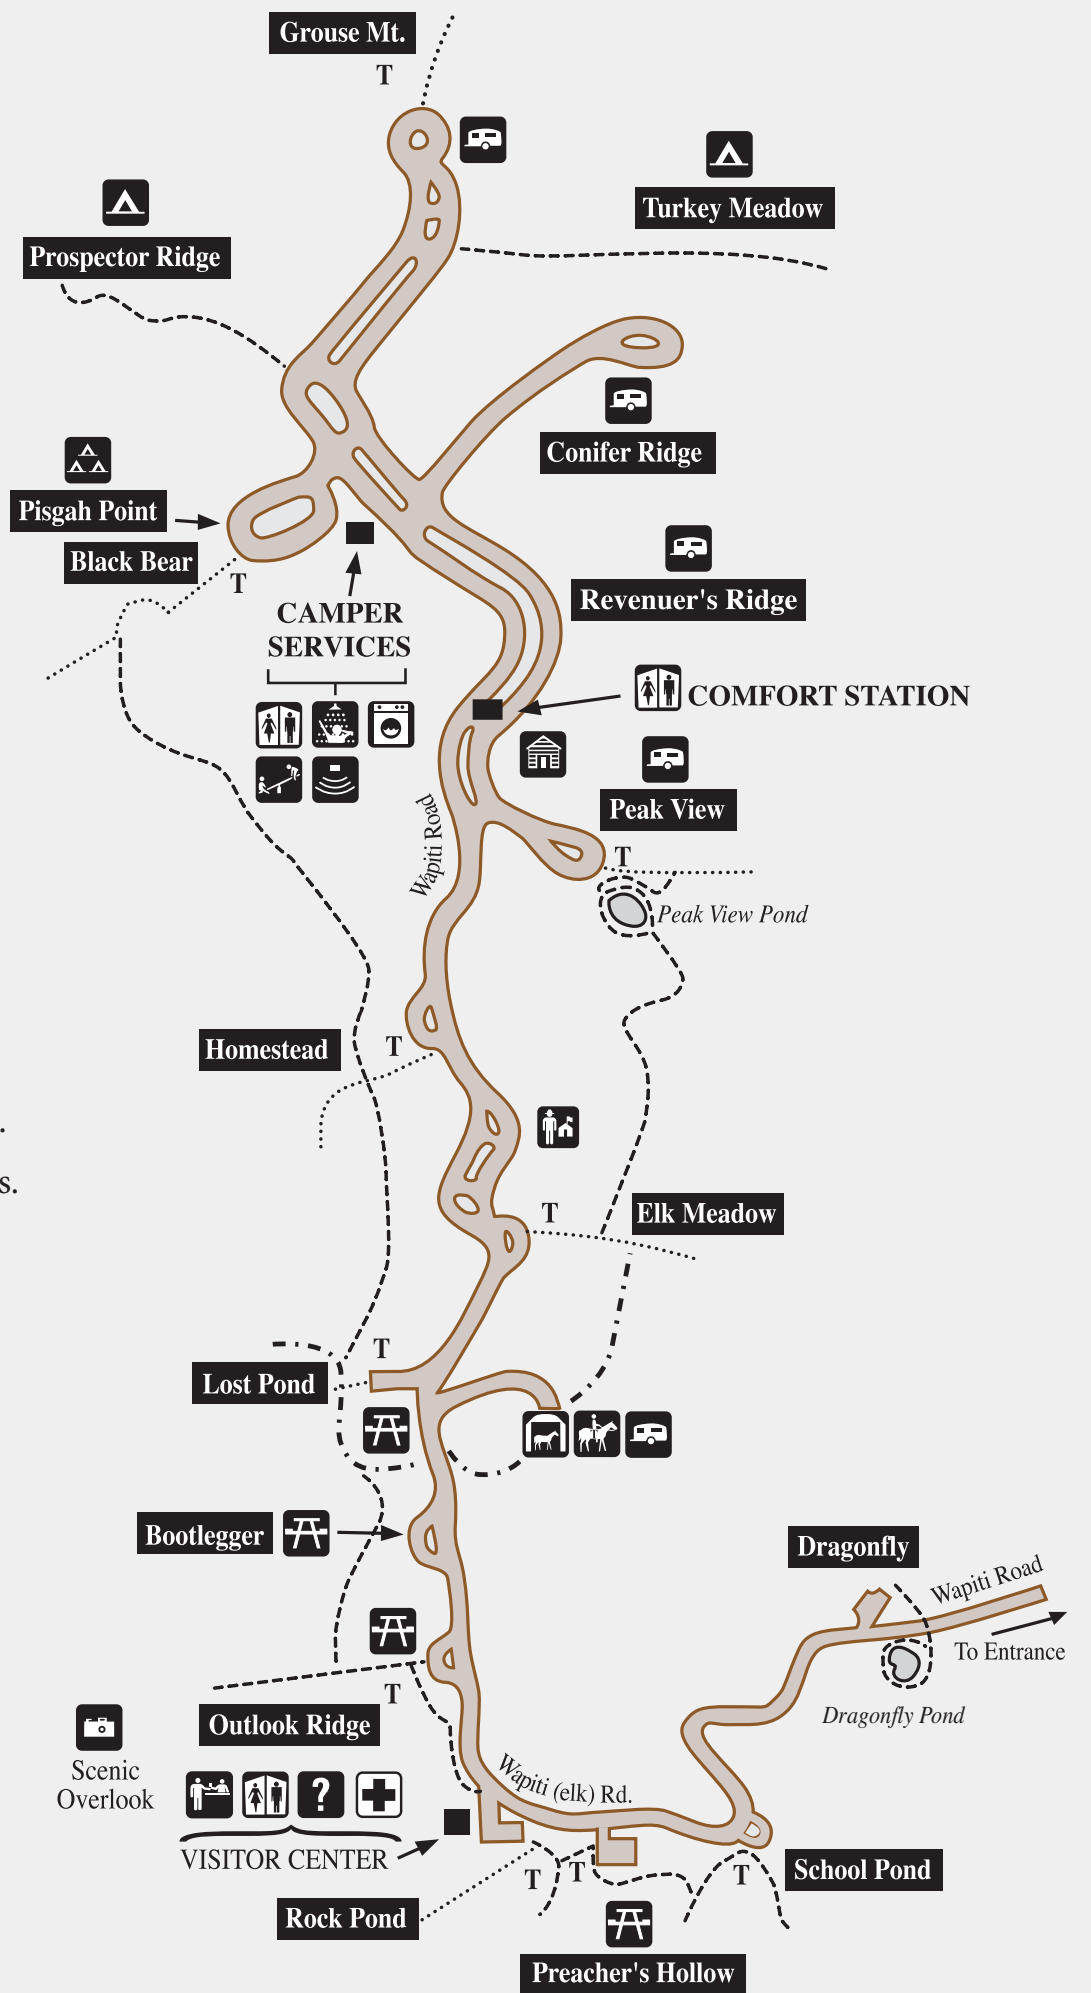 Grouse Mt.
T
Turkey Meadow
Prospector Ridge
Conifer Ridge
Pisgah Point
Black Bear
T
CAMPER
SERVICES
Revenuer's Ridge
COMFORT STATION
Peak View
T
Wapiti Road
Peak View Pond
Homestead
T
.
s.
T
Elk Meadow
T
Lost Pond
Bootlegger
Dragonfly
Wapiti Road
To Entrance
T
Outlook Ridge
Dragonfly Pond
Scenic
Overlook
?
Wapiti (elk) Rd.
VISITOR CENTER
T
T
T
School Pond
Rock Pond
Preacher's Hollow